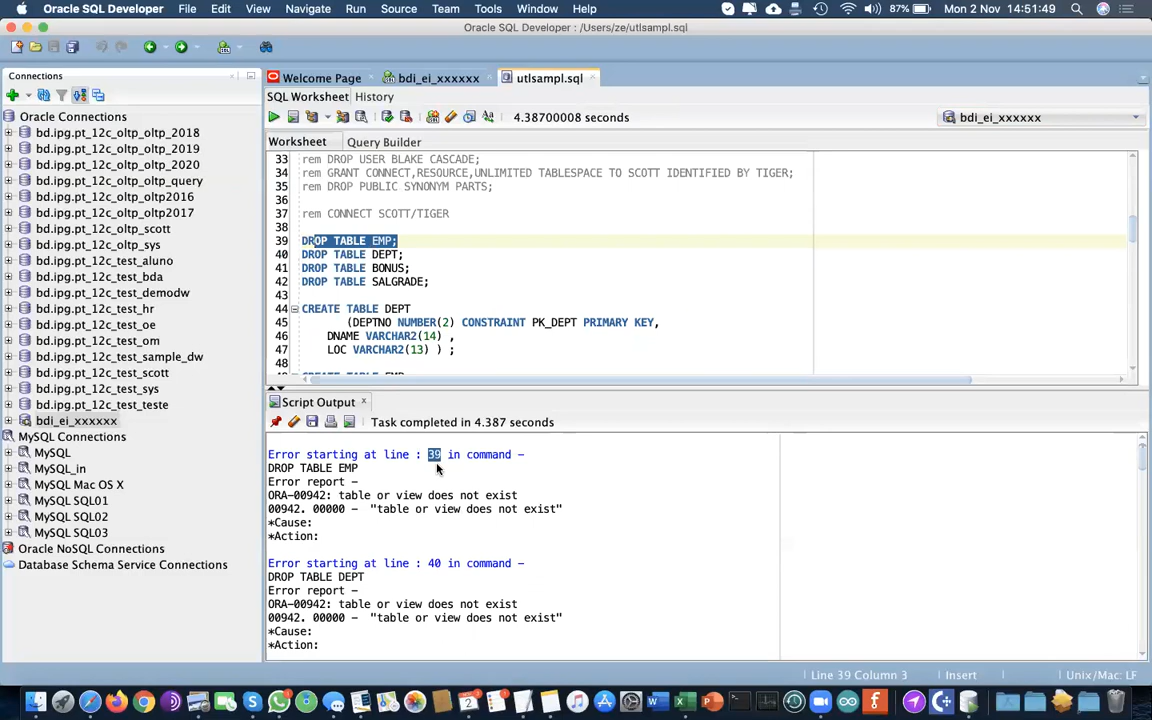 Oracle SQL Developer File Edit View Navigate Run Source Team Tools Window Help 87% Mon 2 Nov 14:51:49
Oracle SQL Developer : /Users/ze/utlsampl.sql
Connections
Welcome Page
bdi_ei_xxxxxx
utlsampl.sql
SQL Worksheet History
4.38700008 seconds
bdi_ei_xxxxxx
Worksheet Query Builder
Oracle Connections
bd.ipg.pt_12c_oltp_oltp_2018
bd.ipg.pt_12c_oltp_oltp_2019
bd.ipg.pt_12c_oltp_oltp_2020
bd.ipg.pt_12c_oltp_oltp_query
bd.ipg.pt_12c_oltp_oltp2016
bd.ipg.pt_12c_oltp_oltp2017
bd.ipg.pt_12c_oltp_scott
bd.ipg.pt_12c_oltp_sys
bd.ipg.pt_12c_test_aluno
bd.ipg.pt_12c_test_bda
bd.ipg.pt_12c_test_demodw
bd.ipg.pt_12c_test_hr
bd.ipg.pt_12c_test_oe
bd.ipg.pt_12c_test_om
bd.ipg.pt_12c_test_sample_dw
bd.ipg.pt_12c_test_scott
bd.ipg.pt_12c_test_sys
bd.ipg.pt_12c_test_teste
bdi_ei_xxxxxx
MySQL Connections
MySQL
MySQL_in
MySQL Mac OS X
MySQL SQL01
MySQL SQL02
MySQL SQL03
Oracle NoSQL Connections
Database Schema Service Connections
33 rem DROP USER BLAKE CASCADE;
34 rem GRANT CONNECT,RESOURCE,UNLIMITED TABLESPACE TO SCOTT IDENTIFIED BY TIGER;
35 rem DROP PUBLIC SYNONYM PARTS;
36
37 rem CONNECT SCOTT/TIGER
38
39 DROP TABLE EMP;
40 DROP TABLE DEPT;
41 DROP TABLE BONUS;
42 DROP TABLE SALGRADE;
43
44 CREATE TABLE DEPT
45 (DEPTNO NUMBER(2) CONSTRAINT PK_DEPT PRIMARY KEY,
46 DNAME VARCHAR2(14) ,
47 LOC VARCHAR2(13) ) ;
48
Script Output
Task completed in 4.387 seconds
Error starting at line : 39 in command -
DROP TABLE EMP
Error report -
ORA-00942: table or view does not exist
00942. 00000 - "table or view does not exist"
*Cause:
*Action:
Error starting at line : 40 in command -
DROP TABLE DEPT
Error report -
ORA-00942: table or view does not exist
00942. 00000 - "table or view does not exist"
*Cause:
*Action:
Line 39 Column 3 Insert Unix/Mac: LF